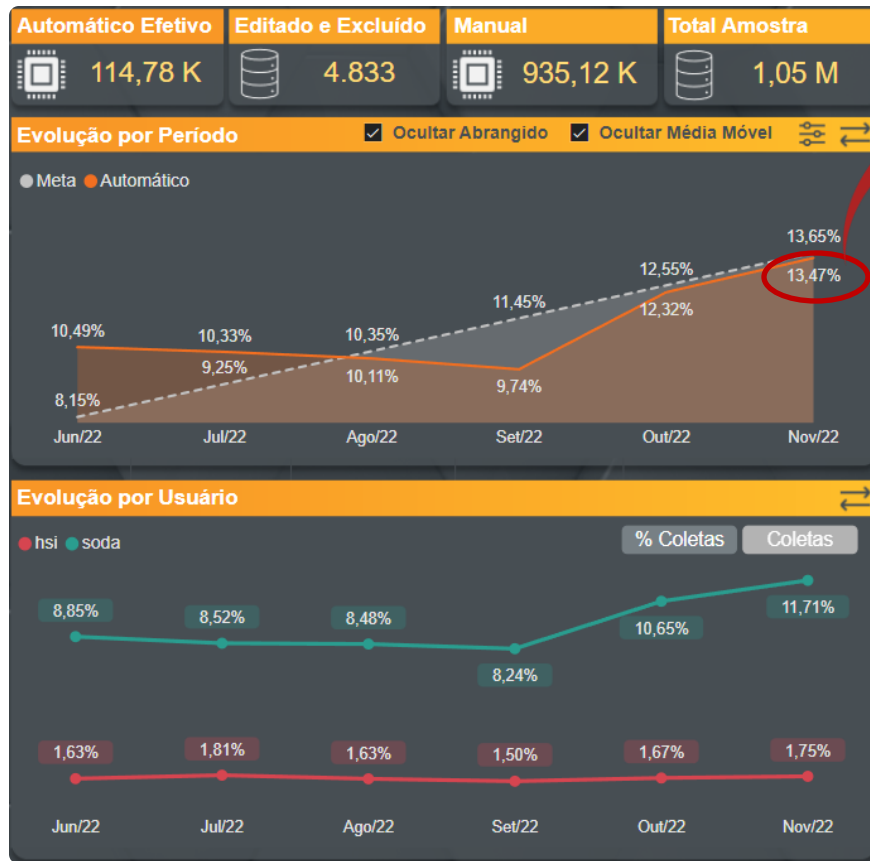 Automático Efetivo
Editado e Excluído
Manual
Total Amostra
114,78 K
4.833
935,12 K
1,05 M
Evolução por Período
Ocultar Abrangido
Ocultar Média Móvel
Meta
Automático
13,65%
12,55%
13,47%
11,45%
12,32%
10,49%
10,33%
10,35%
9,25%
10,11%
9,74%
8,15%
Jun/22
Jul/22
Ago/22
Set/22
Out/22
Nov/22
Evolução por Usuário
hsi
soda
% Coletas
Coletas
8,85%
8,52%
8,48%
8,24%
10,65%
11,71%
1,63%
1,81%
1,63%
1,50%
1,67%
1,75%
Jun/22
Jul/22
Ago/22
Set/22
Out/22
Nov/22